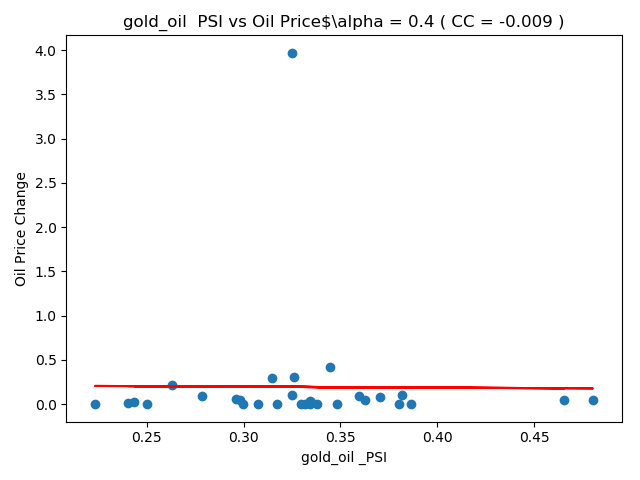 gold_oil  PSI vs Oil Price$\alpha = 0.4 ( CC = -0.009 )
4.0
3.5
3.0
2.5
2.0
1.5
1.0
0.5
0.0
Oil Price Change
0.25 0.30 0.35 0.40 0.45
gold_oil _PSI